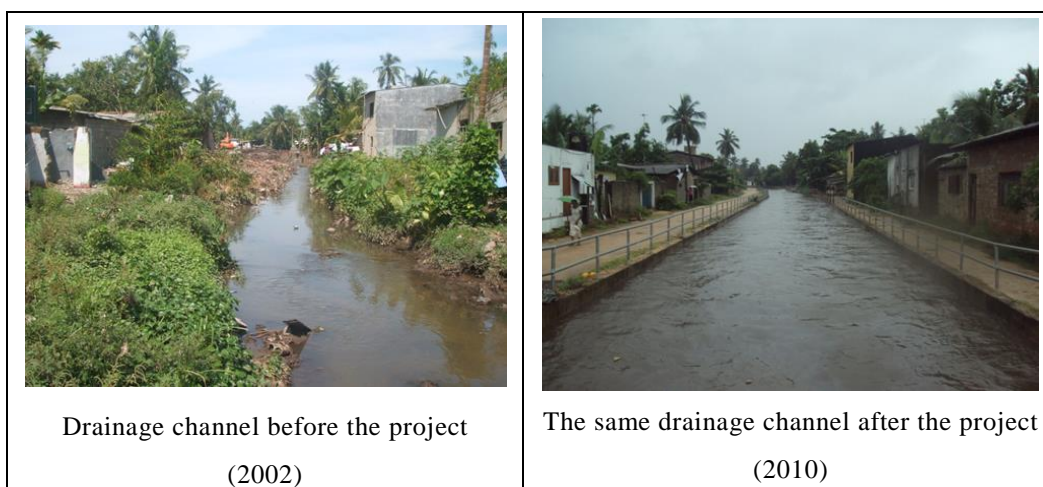 Drainage channel before the project
(2002)
The same drainage channel after the project
(2010)